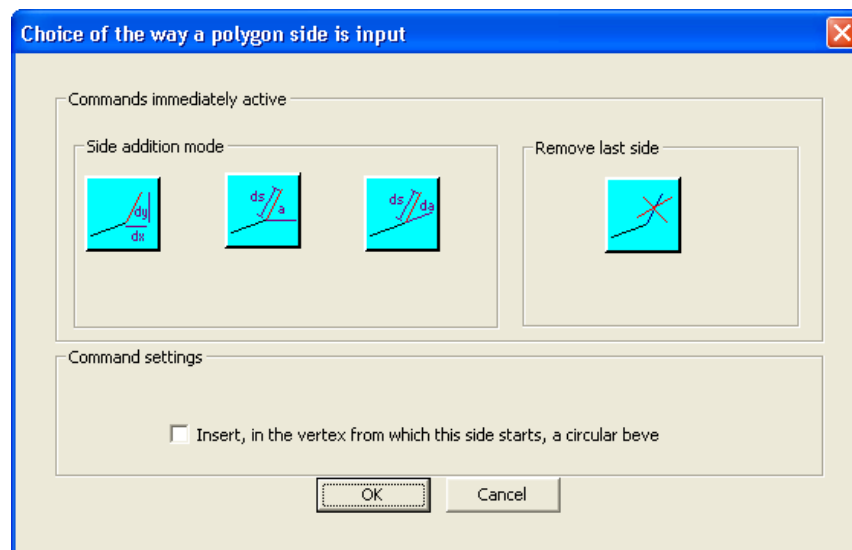 Choice of the way a polygon side is input
Commands immediately active
Side addition mode
Remove last side
dy
dx
ds
a
ds
da
Command settings
Insert, in the vertex from which this side starts, a circular beve
OK
Cancel